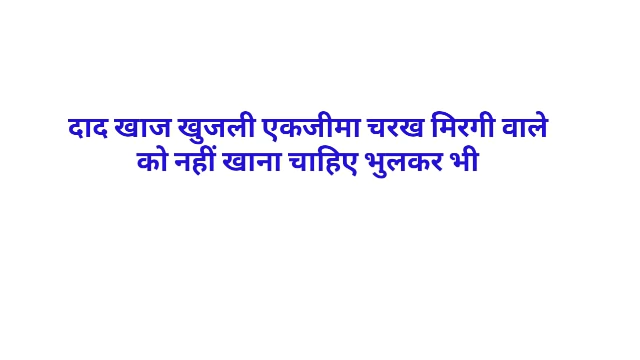 दाद खाज खुजली एकजीमा चरख मिरगी वाले
को नहीं खाना चाहिए भुलकर भी